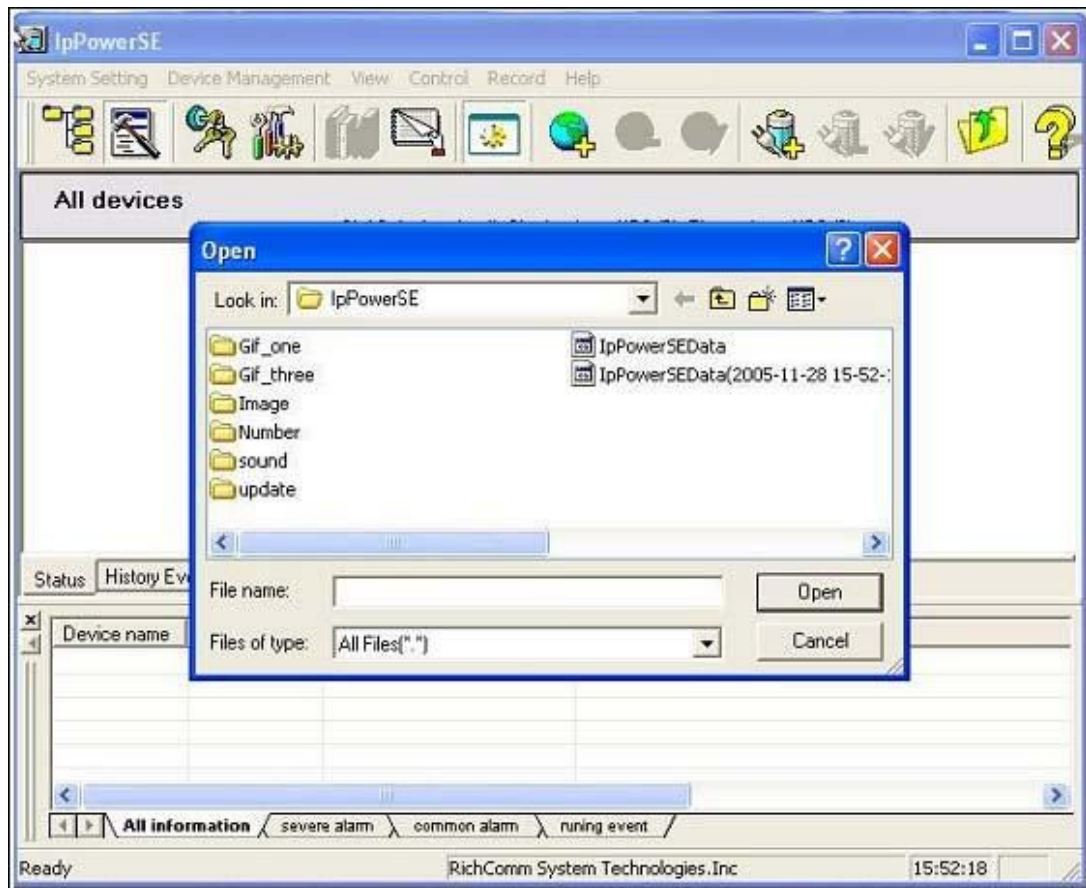 IpPowerSE
System Setting Device Management View Control Record Help
All devices
Open
Look in: IpPowerSE
Gif_one
Gif_three
Image
Number
sound
update
IpPowerSEData
IpPowerSEData(2005-11-28 15-52-
File name:
Open
Files of type: All Files(".")
Cancel
Status History Ev
Device name
All information severe alarm common alarm runing event
Ready RichComm System Technologies.Inc 15:52:18